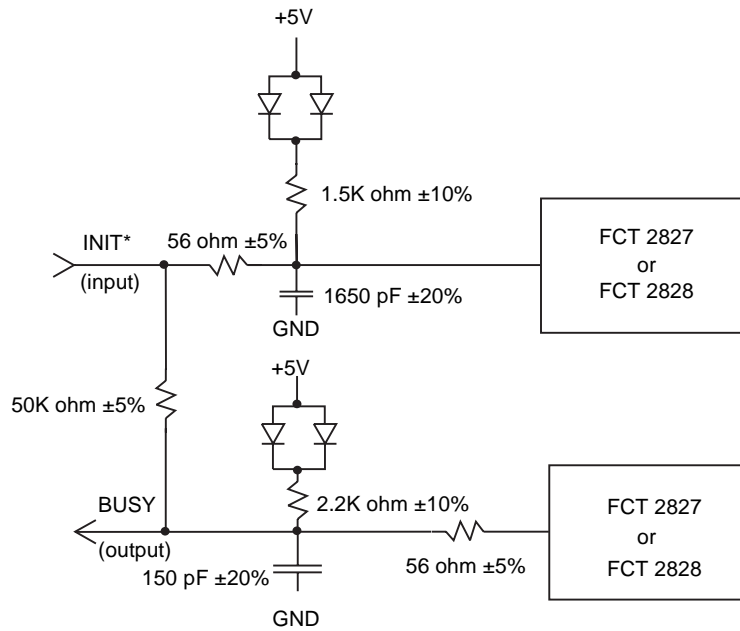 +5V
1.5K ohm ±10%
INIT*
(input)
56 ohm ±5%
FCT 2827
or
FCT 2828
1650 pF ±20%
GND
+5V
50K ohm ±5%
2.2K ohm ±10%
BUSY
(output)
56 ohm ±5%
150 pF ±20%
GND
FCT 2827
or
FCT 2828